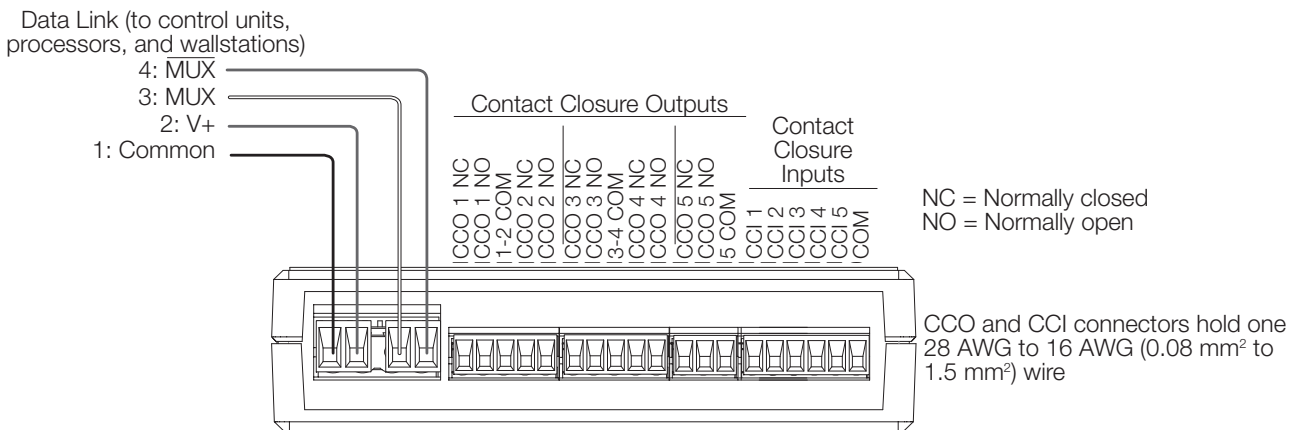 Data Link (to control units,
processors, and wallstations)
4: M̅U̅X̅
3: MUX
2: V+
1: Common
Contact Closure Outputs
CCO 1 NC
CCO 1 NO
1-2 COM
CCO 2 NC
CCO 2 NO
CCO 3 NC
CCO 3 NO
3-4 COM
CCO 4 NC
CCO 4 NO
CCO 5 NC
CCO 5 NO
5 COM
Contact
Closure
Inputs
CCI 1
CCI 2
CCI 3
CCI 4
CCI 5
COM
NC = Normally closed
NO = Normally open
CCO and CCI connectors hold one
28 AWG to 16 AWG (0.08 mm² to
1.5 mm²) wire